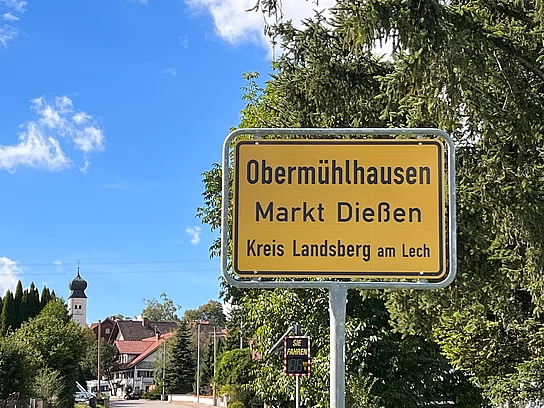 Obermühlhausen
Markt Dießen
Kreis Landsberg am Lech
SIE
FAHREN